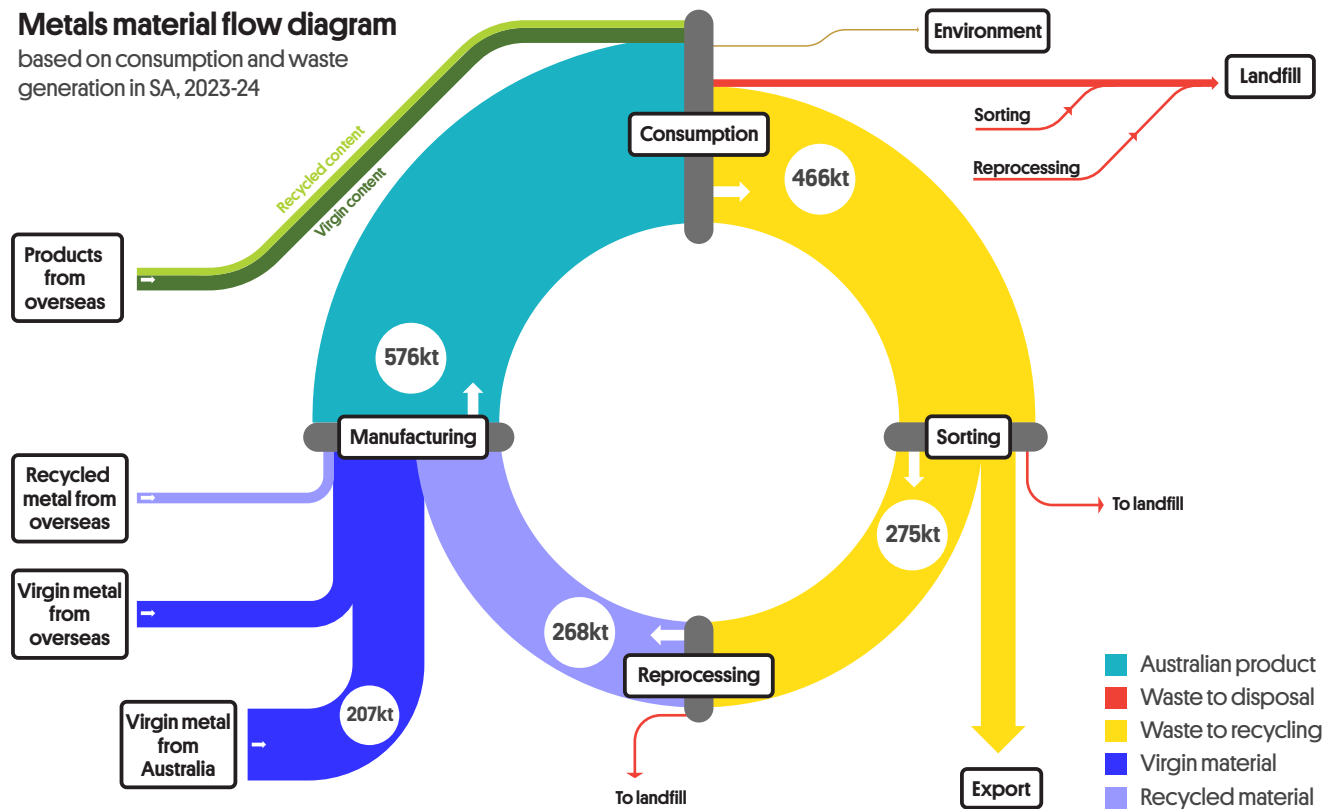 Metals material flow diagram
based on consumption and waste
generation in SA, 2023-24
Environment
Landfill
Sorting
Reprocessing
Consumption
466kt
Recycled content
Virgin content
Products
from
overseas
576kt
Manufacturing
Sorting
Recycled
metal from
overseas
To landfill
275kt
Virgin metal
from
overseas
268kt
Reprocessing
207kt
Virgin metal
from
Australia
To landfill
Export
Australian product
Waste to disposal
Waste to recycling
Virgin material
Recycled material